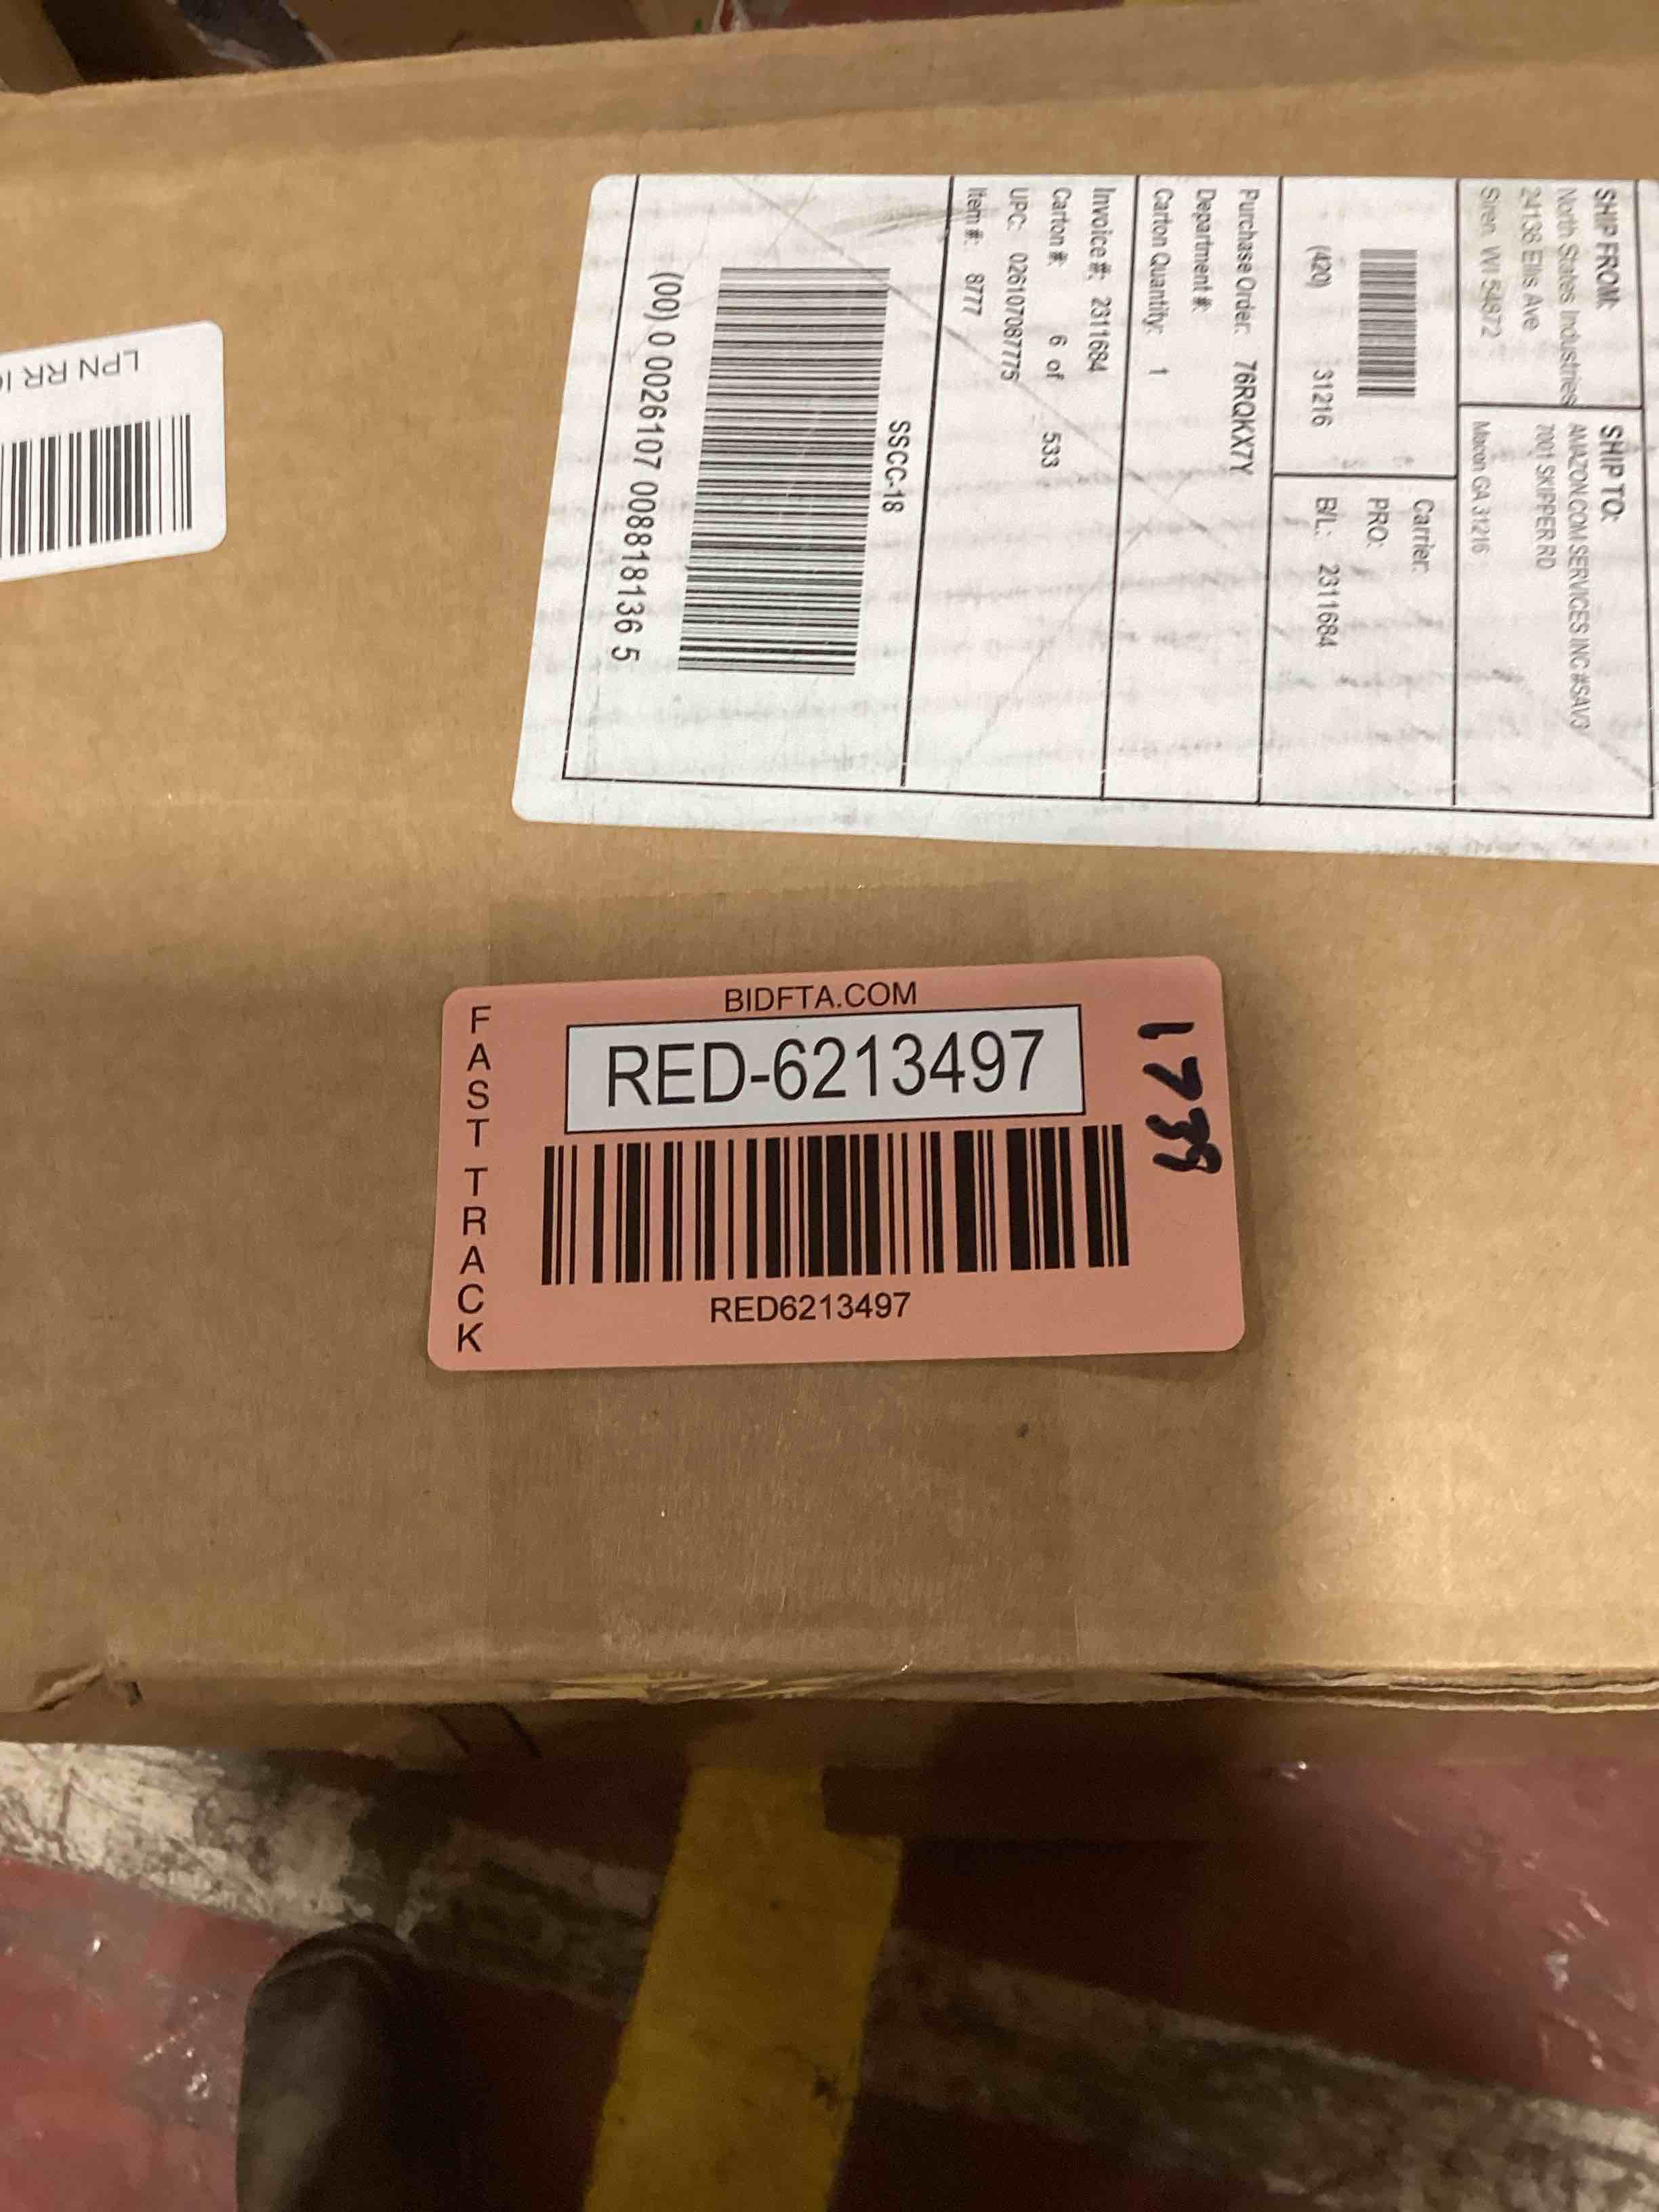 SHIP FROM:
North States Industries
24138 Ellis Ave
Siren, WI 54872
SHIP TO:
AMAZON.COM SERVICES INC #SAV3
7001 SKIPPER RD
Macon GA 31216
(420) 31216
Carrier:
PRO:
B/L: 2311684
Purchase Order: 76RQKX7Y
Department #:
Carton Quantity: 1
Invoice #: 2311684
Carton #: 6 of 533
UPC: 026107087775
Item #: 8777
SSCC-18
(00) 0 0026107 008818136 5
LPN RR
BIDFTA.COM
FAST TRACK
RED-6213497
RED6213497
1739